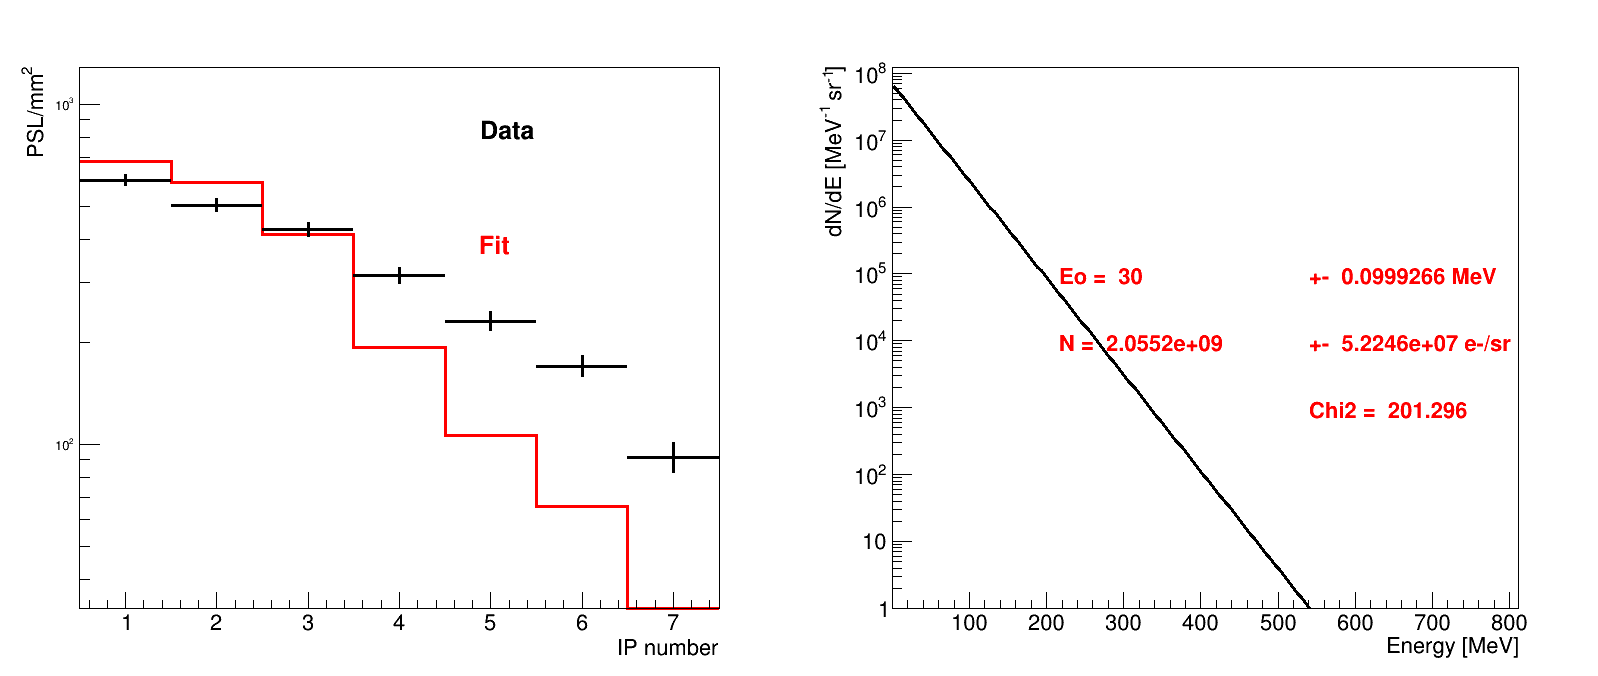 PSL/mm²
10³
10²
Data
Fit
1 2 3 4 5 6 7
IP number
dN/dE [MeV⁻¹ sr⁻¹]
10⁸
10⁷
10⁶
10⁵
10⁴
10³
10²
10
1
Eo = 30 +- 0.0999266 MeV
N = 2.0552e+09 +- 5.2246e+07 e-/sr
Chi2 = 201.296
100 200 300 400 500 600 700 800
Energy [MeV]